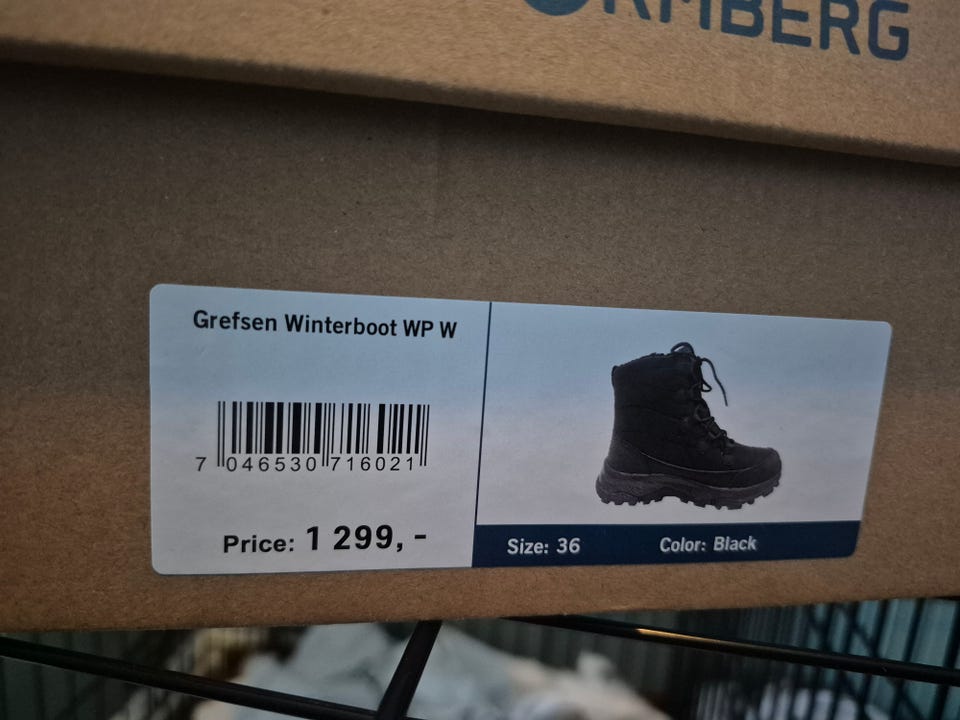 RMBERG
Grefsen Winterboot WP W
7 046530 716021
Price: 1 299,-
Size: 36 Color: Black